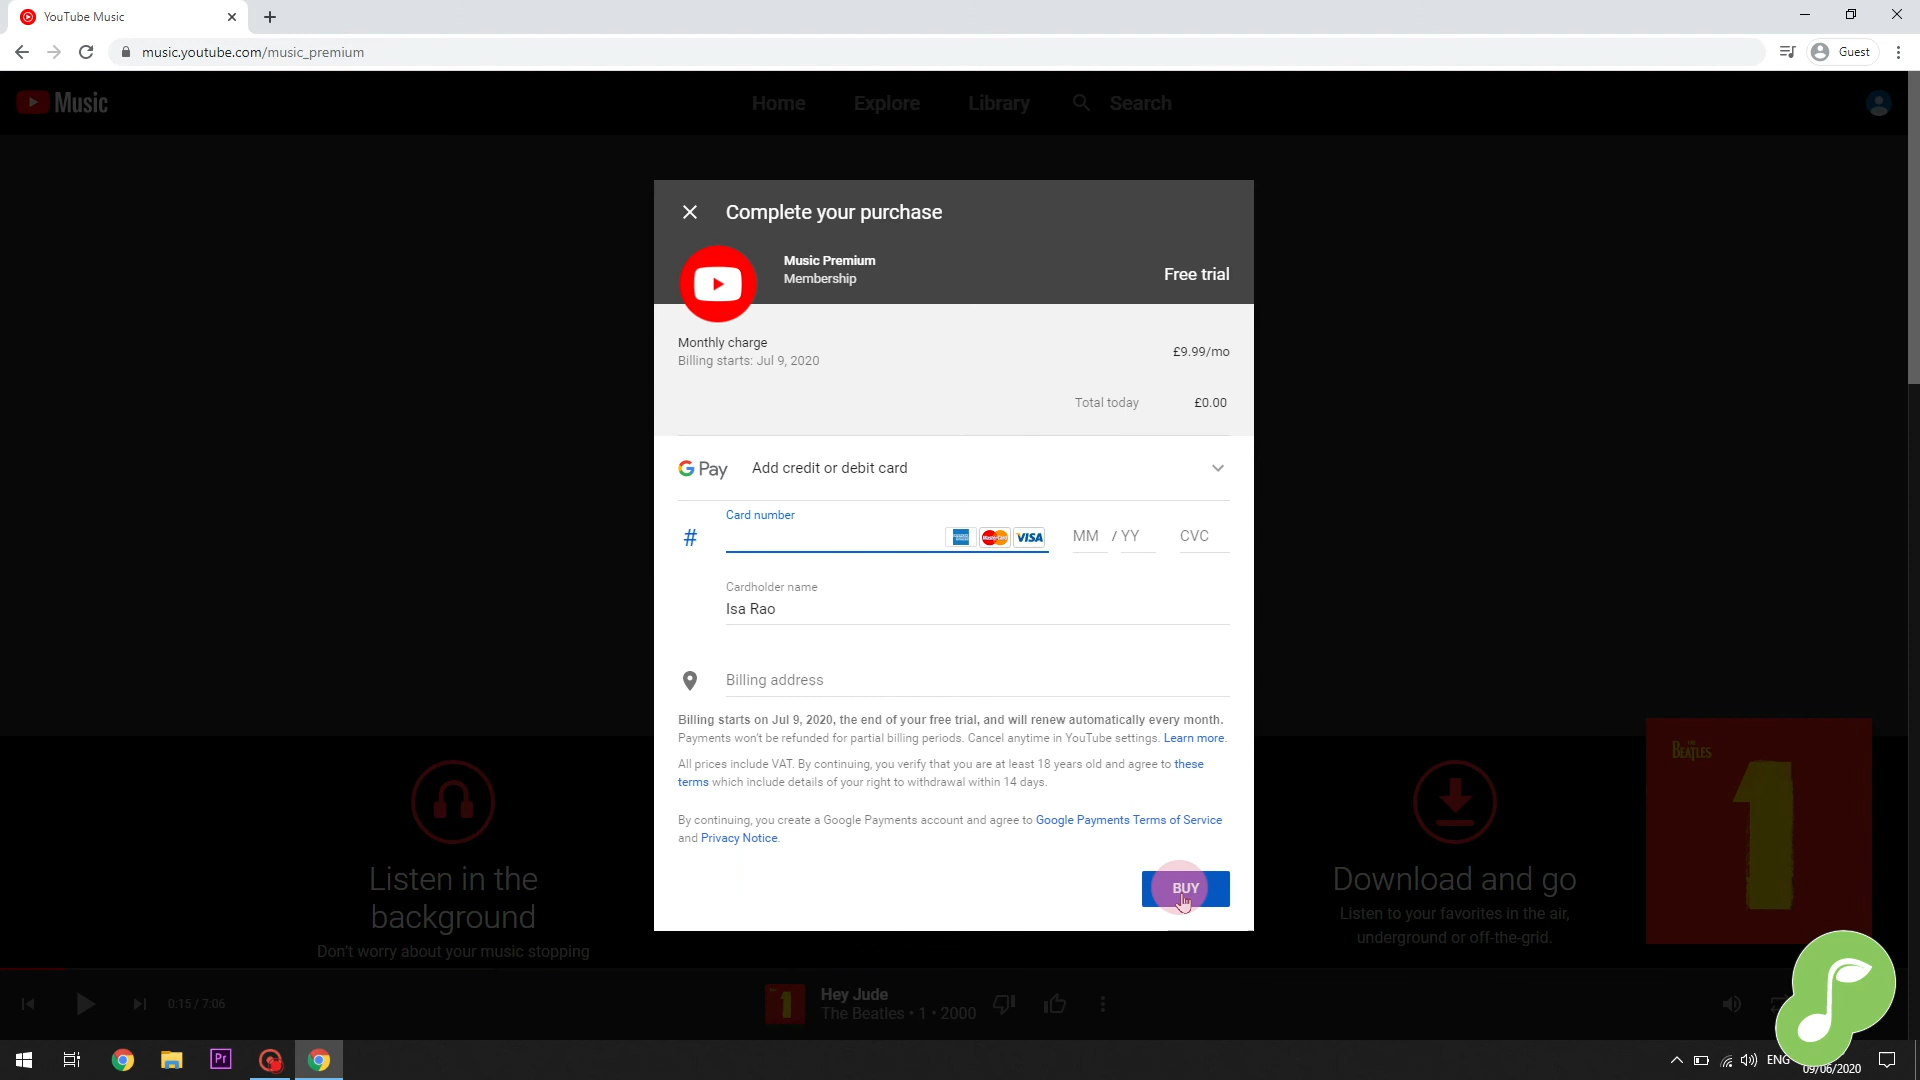 YouTube Music
music.youtube.com/music_premium
Guest
Music
Home
Explore
Library
Search
Complete your purchase
Music Premium
Membership
Free trial
Monthly charge
Billing starts: Jul 9, 2020
£9.99/mo
Total today
£0.00
G Pay
Add credit or debit card
Card number
#
VISA
MM / YY
CVC
Cardholder name
Isa Rao
Billing address
Billing starts on Jul 9, 2020, the end of your free trial, and will renew automatically every month.
Payments won't be refunded for partial billing periods. Cancel anytime in YouTube settings. Learn more.
All prices include VAT. By continuing, you verify that you are at least 18 years old and agree to these
terms which include details of your right to withdrawal within 14 days.
By continuing, you create a Google Payments account and agree to Google Payments Terms of Service
and Privacy Notice.
BUY
Listen in the
background
Don't worry about your music stopping
Download and go
Listen to your favorites in the air,
underground or off-the-grid.
THE
BEATLES
1
0:15 / 7:06
1
Hey Jude
The Beatles • 1 • 2000
Pr
ENG
09/06/2020